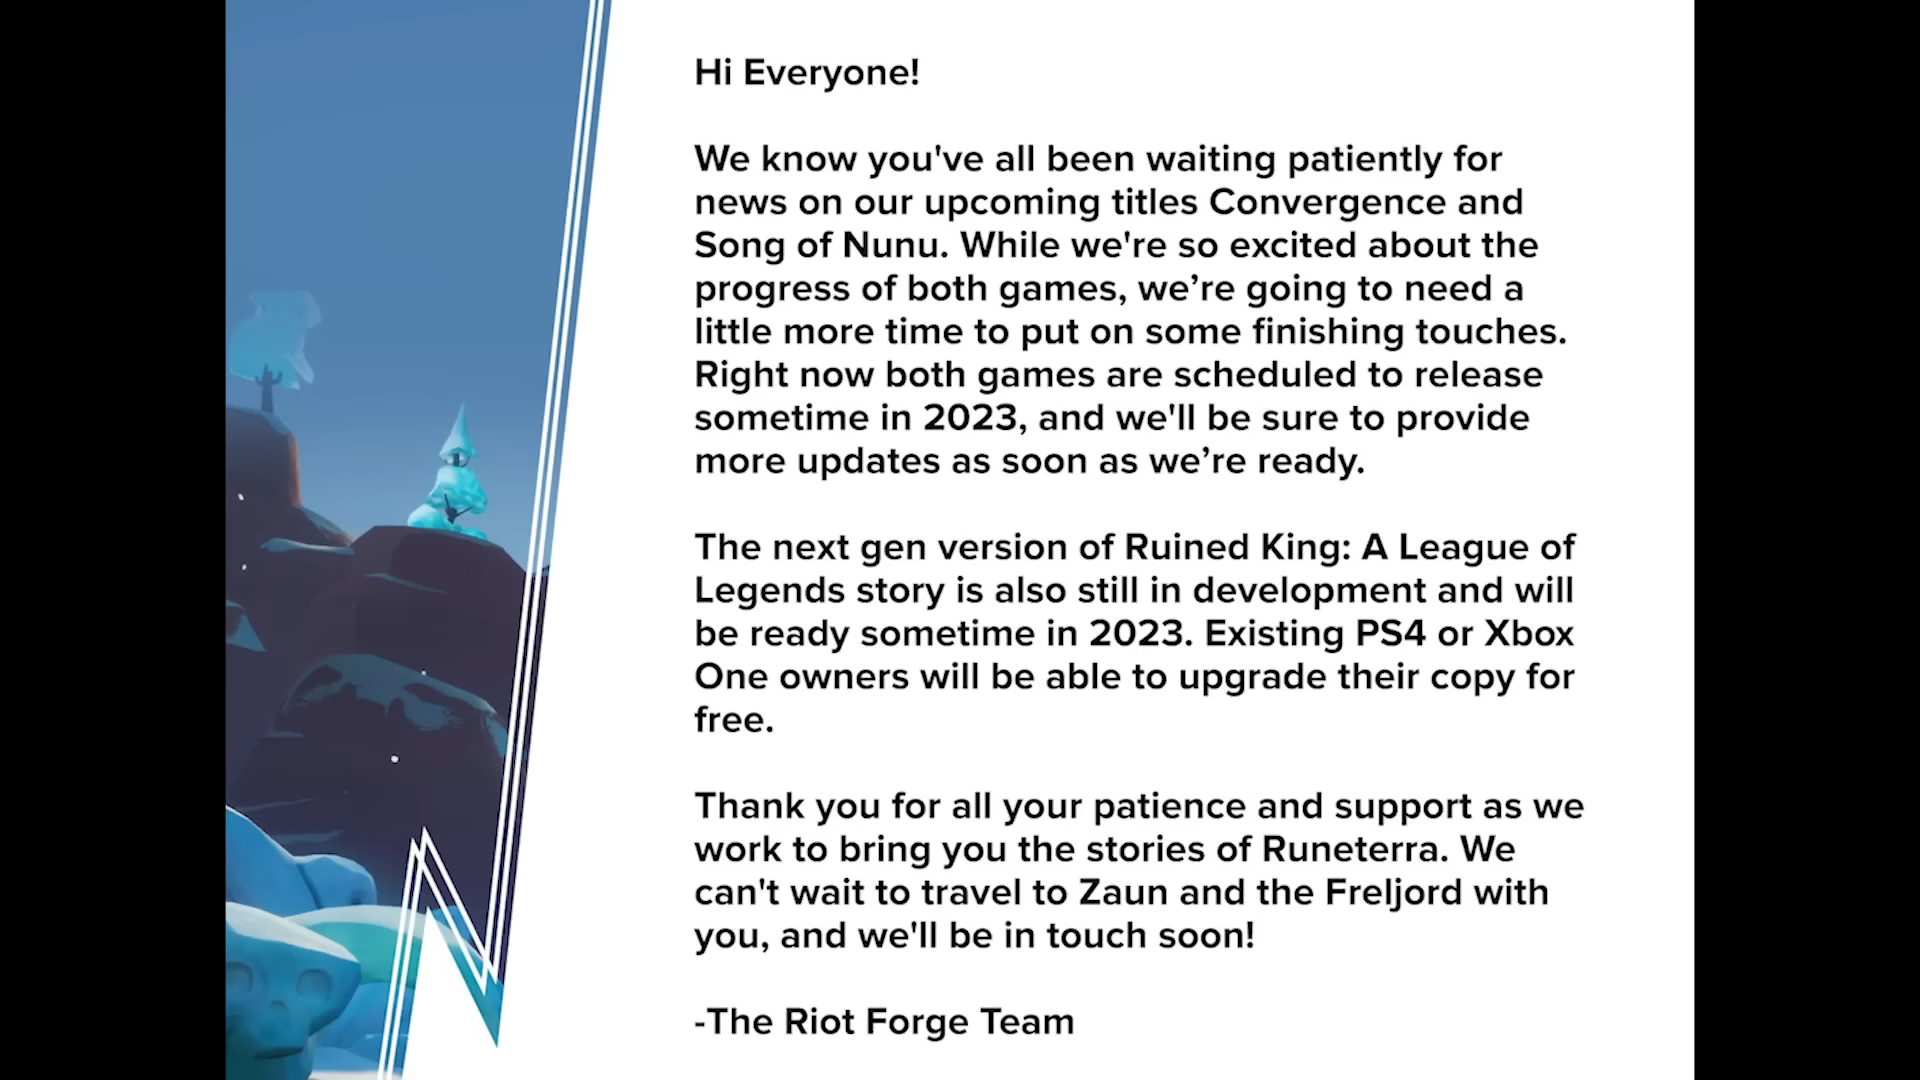 Hi Everyone!
We know you've all been waiting patiently for
news on our upcoming titles Convergence and
Song of Nunu. While we're so excited about the
progress of both games, we’re going to need a
little more time to put on some finishing touches.
Right now both games are scheduled to release
sometime in 2023, and we'll be sure to provide
more updates as soon as we’re ready.
The next gen version of Ruined King: A League of
Legends story is also still in development and will
be ready sometime in 2023. Existing PS4 or Xbox
One owners will be able to upgrade their copy for
free.
Thank you for all your patience and support as we
work to bring you the stories of Runeterra. We
can't wait to travel to Zaun and the Freljord with
you, and we'll be in touch soon!
-The Riot Forge Team